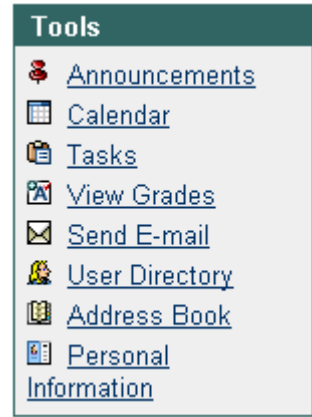 Tools
Announcements
Calendar
Tasks
View Grades
Send E-mail
User Directory
Address Book
Personal
Information